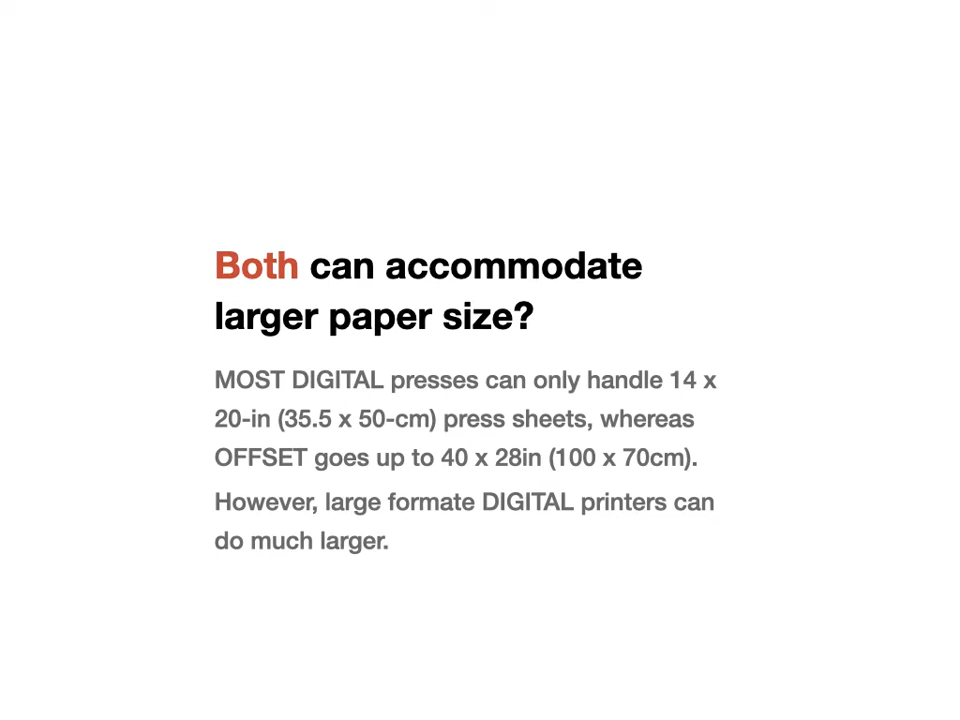 Both can accommodate
larger paper size?
MOST DIGITAL presses can only handle 14 x
20-in (35.5 x 50-cm) press sheets, whereas
OFFSET goes up to 40 x 28in (100 x 70cm).
However, large formate DIGITAL printers can
do much larger.